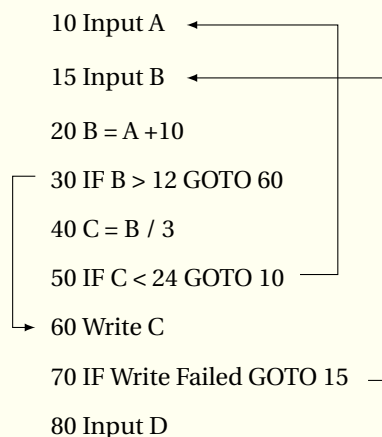 10 Input A
15 Input B
20 B = A +10
30 IF B > 12 GOTO 60
40 C = B / 3
50 IF C < 24 GOTO 10
60 Write C
70 IF Write Failed GOTO 15
80 Input D